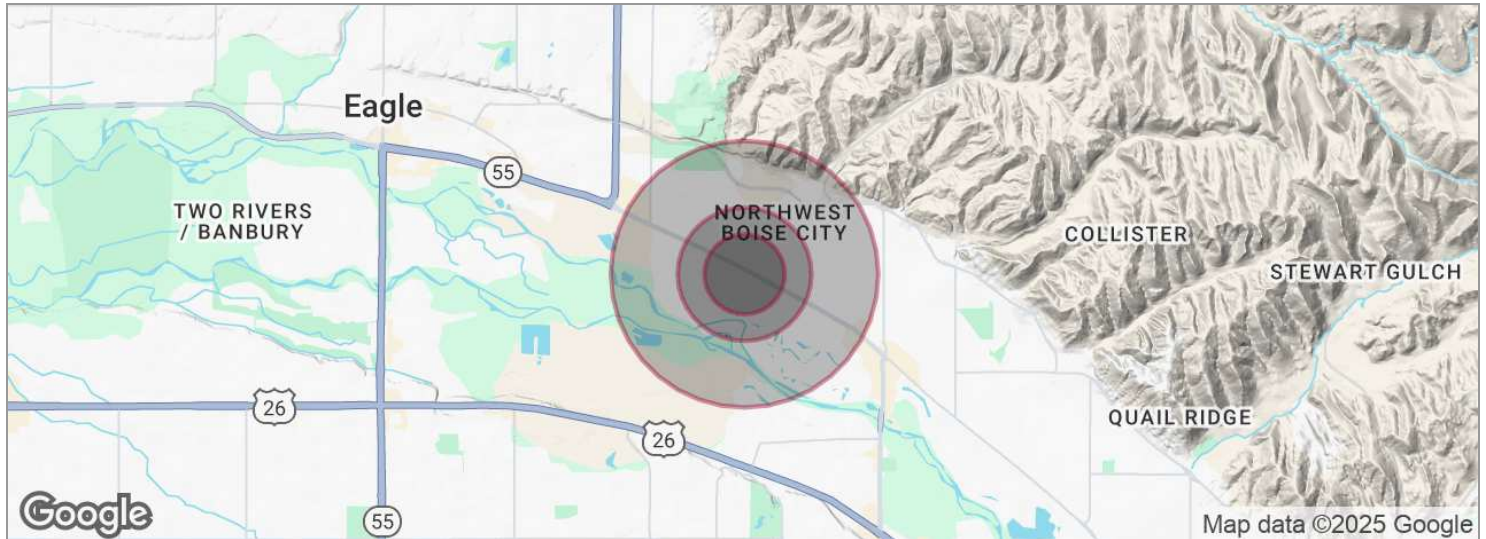 Eagle
55
TWO RIVERS
/ BANBURY
NORTHWEST
BOISE CITY
COLLISTER
STEWART GULCH
26
26
QUAIL RIDGE
55
Google
Map data ©2025 Google